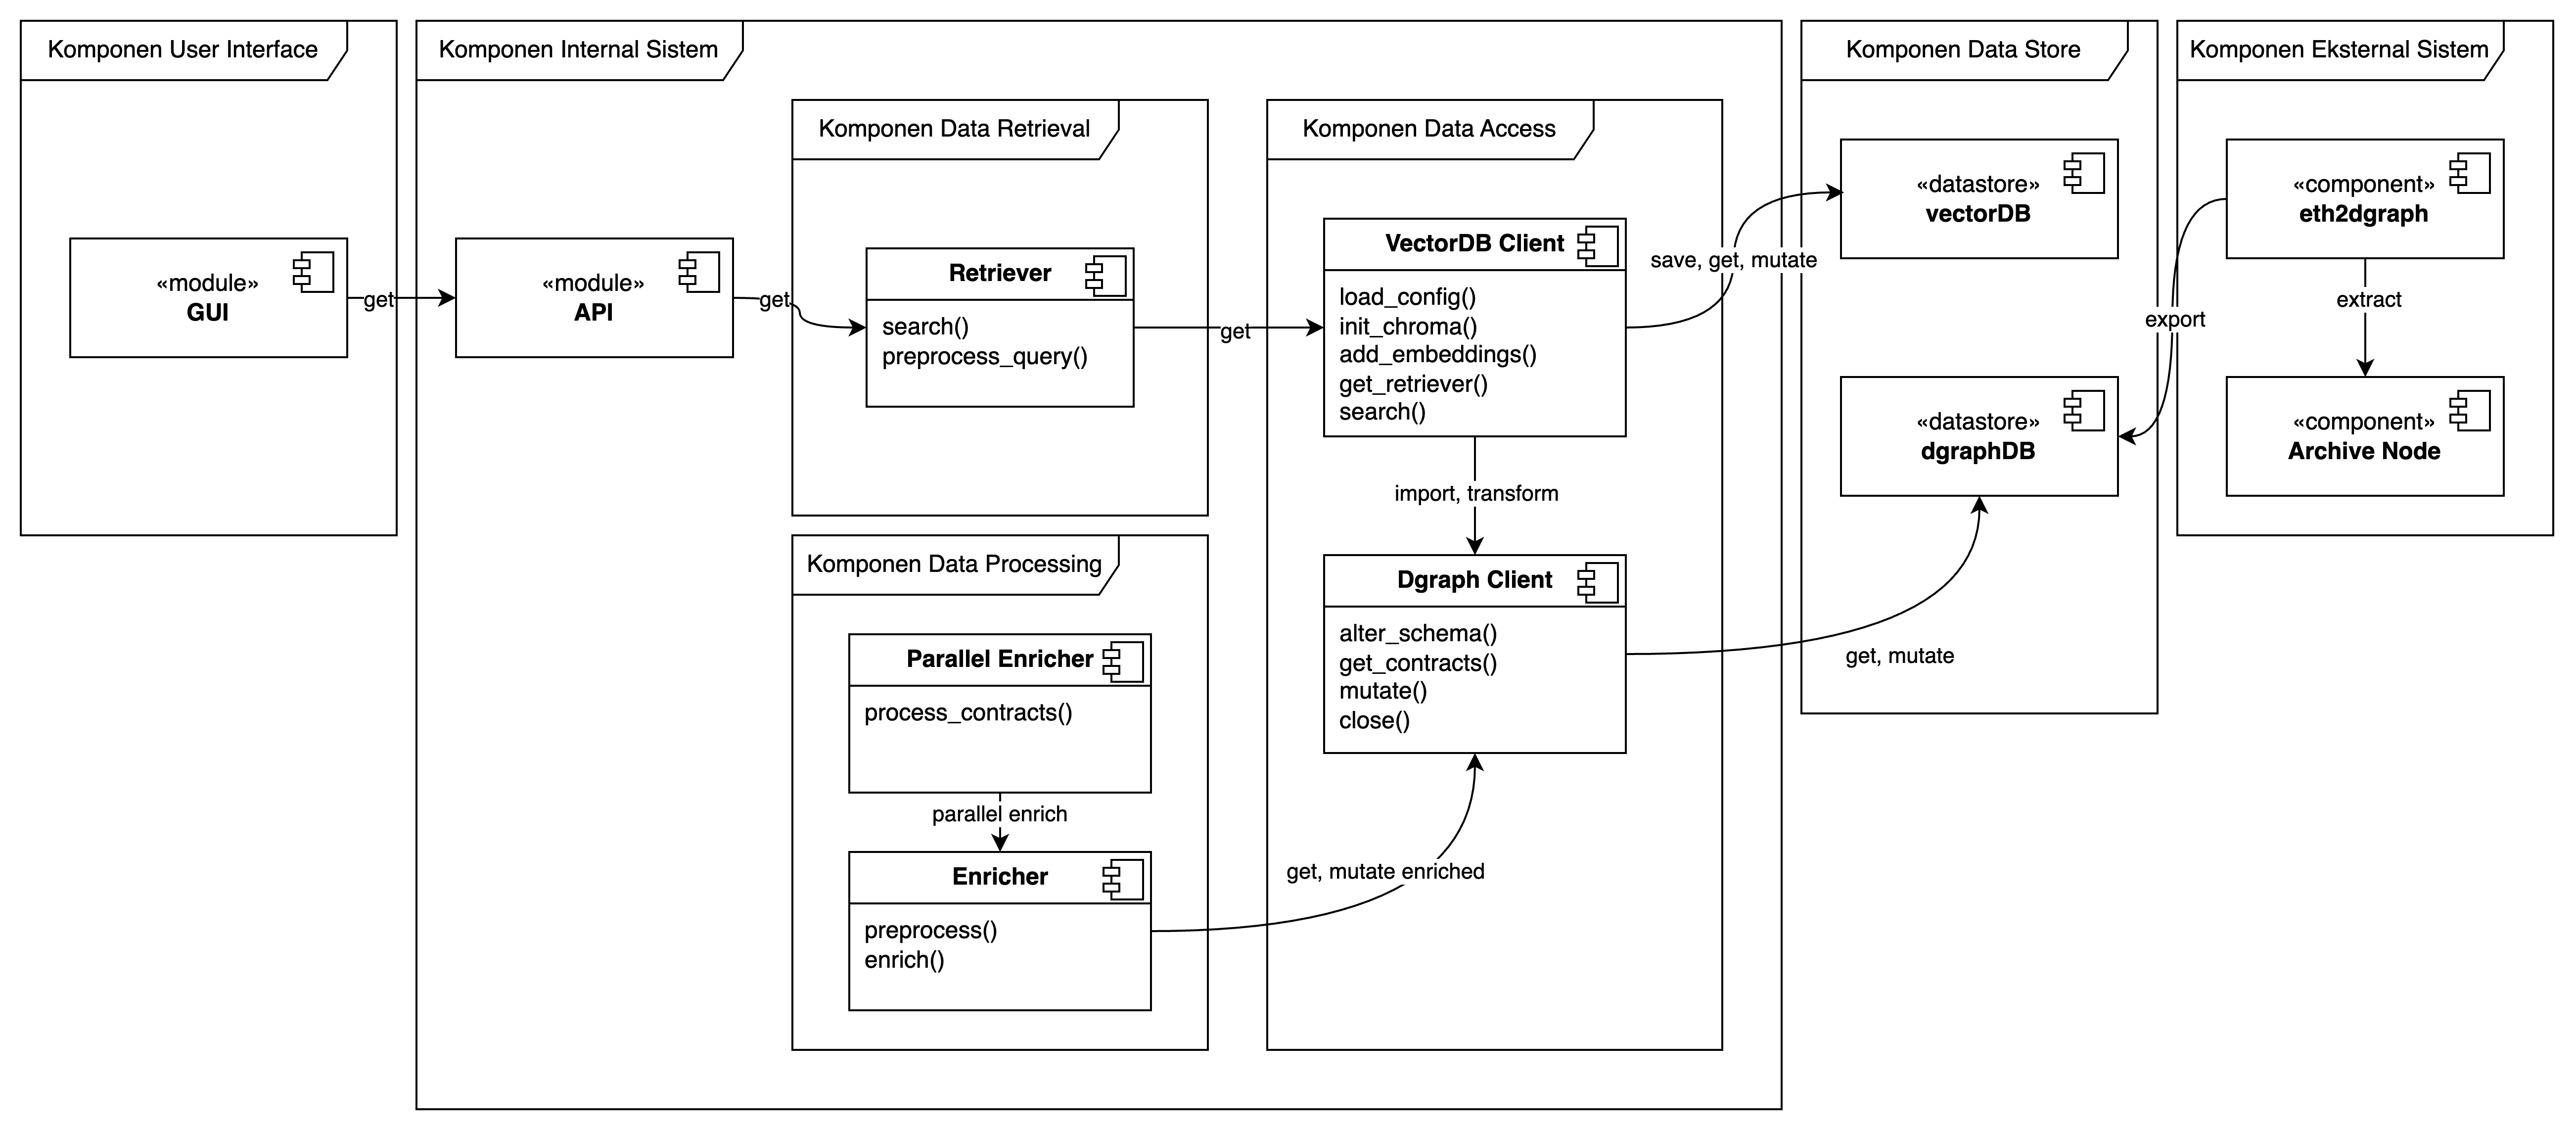 Komponen User Interface
«module»
GUI
get
Komponen Internal Sistem
«module»
API
get
Komponen Data Retrieval
Retriever
search()
preprocess_query()
get
Komponen Data Processing
Parallel Enricher
process_contracts()
parallel enrich
Enricher
preprocess()
enrich()
get, mutate enriched
Komponen Data Access
VectorDB Client
load_config()
init_chroma()
add_embeddings()
get_retriever()
search()
import, transform
Dgraph Client
alter_schema()
get_contracts()
mutate()
close()
save, get, mutate
get, mutate
Komponen Data Store
«datastore»
vectorDB
«datastore»
dgraphDB
export
Komponen Eksternal Sistem
«component»
eth2dgraph
extract
«component»
Archive Node